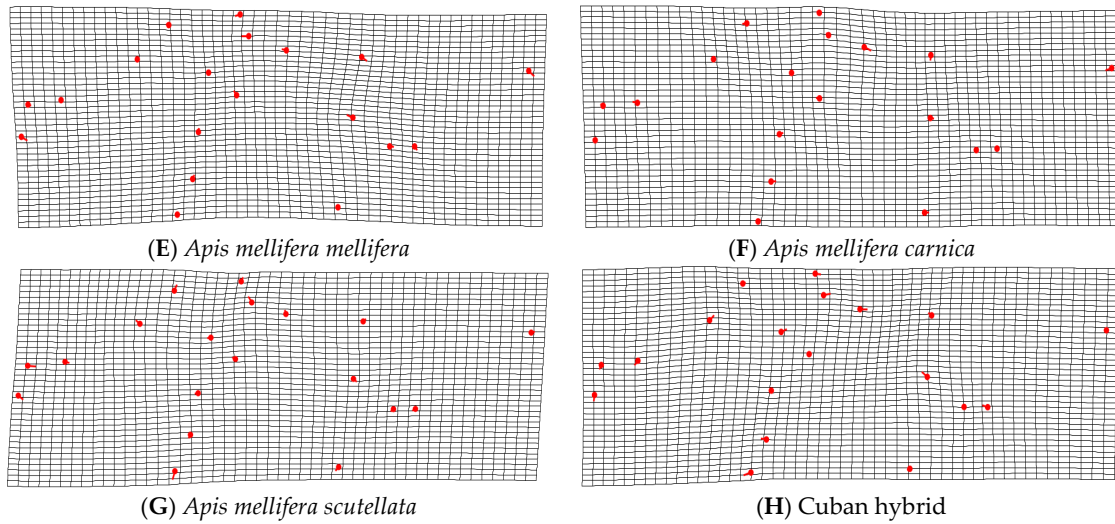 (E) Apis mellifera mellifera
(F) Apis mellifera carnica
(G) Apis mellifera scutellata
(H) Cuban hybrid